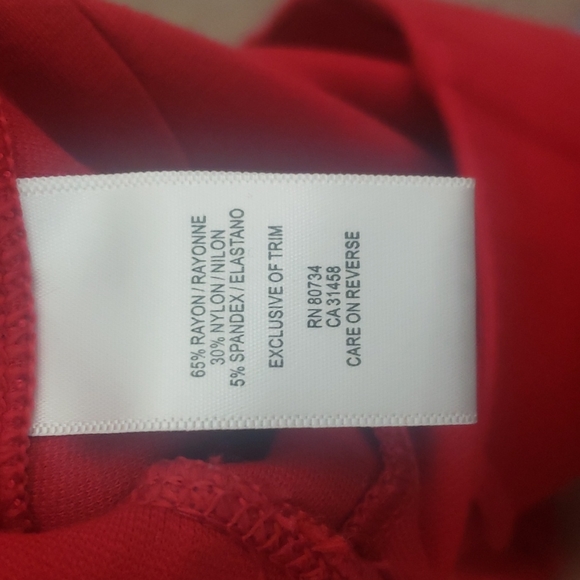 65% RAYON/RAYONNE
30% NYLON/NILON
5% SPANDEX/ELASTANO
EXCLUSIVE OF TRIM
RN 80734
CA 31458
CARE ON REVERSE